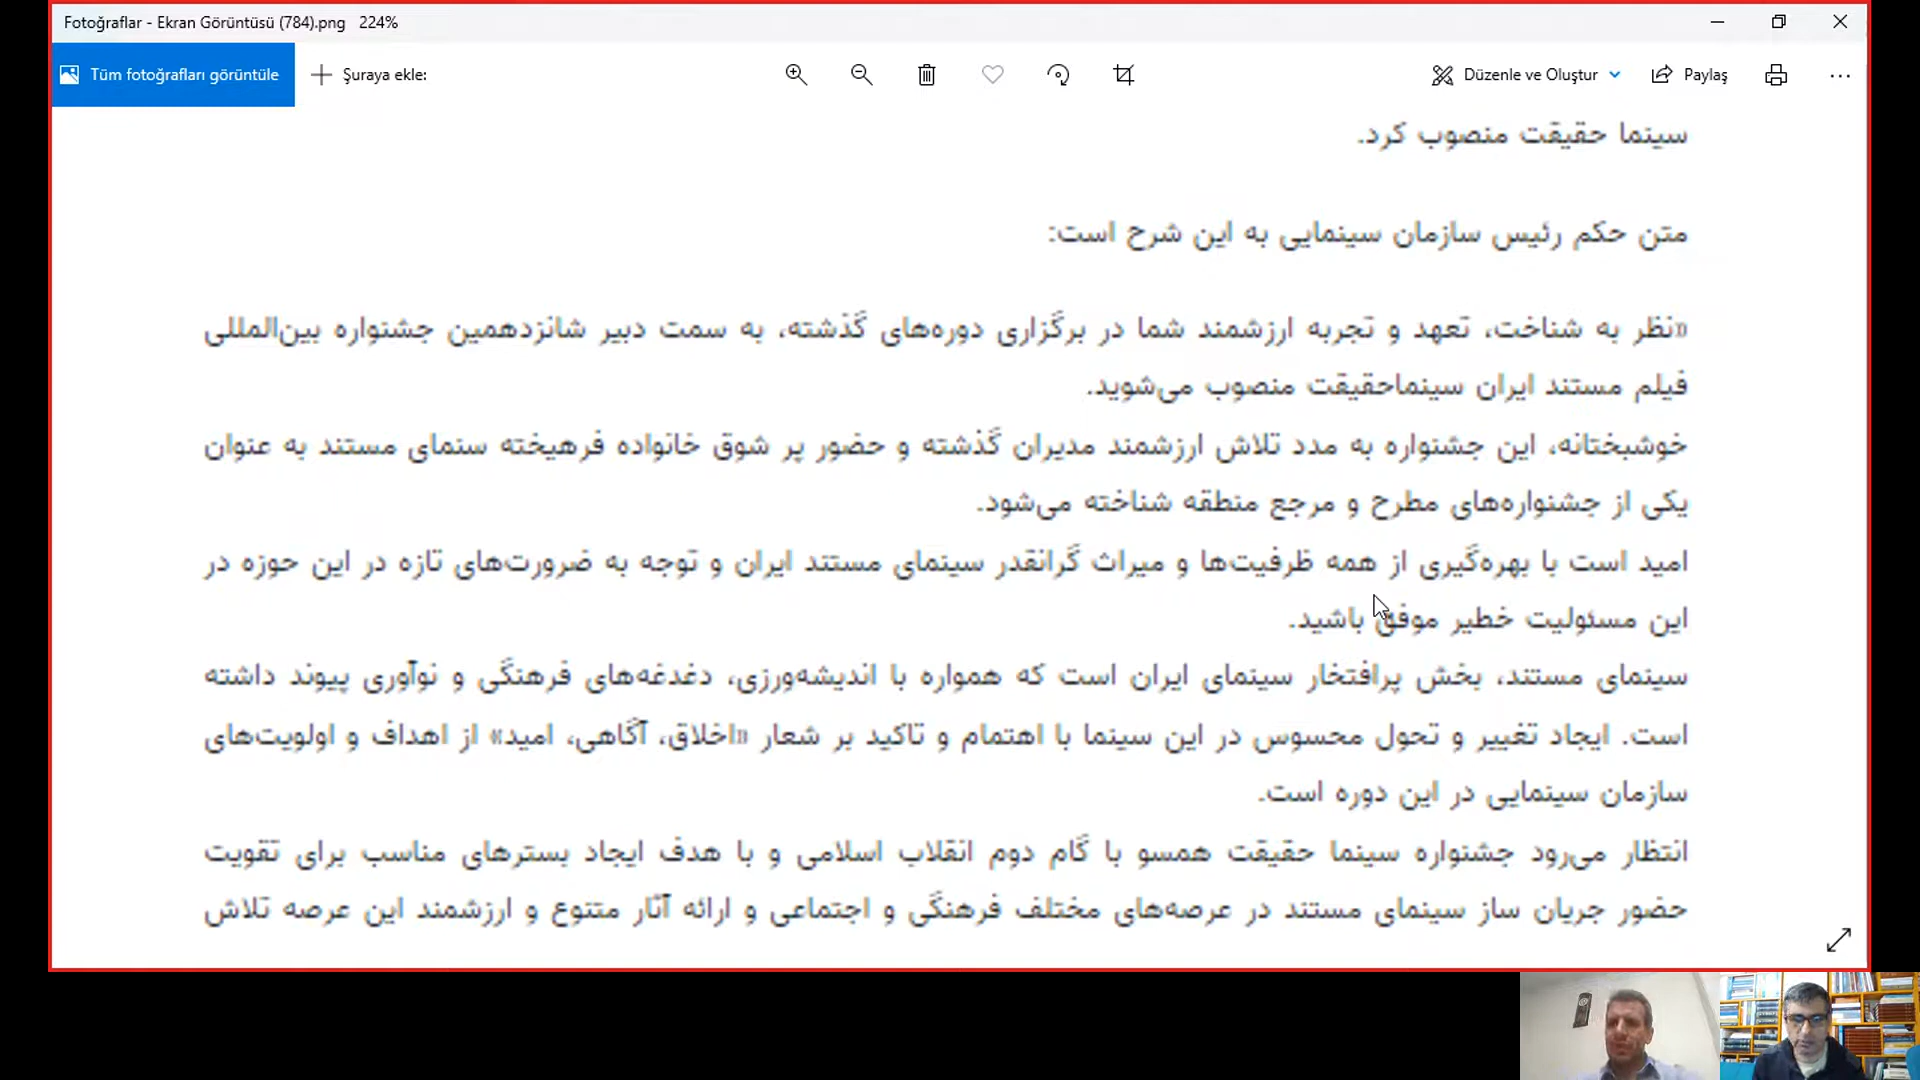 Fotoğraflar - Ekran Görüntüsü (784).png 224%
Tüm fotoğrafları görüntüle Şuraya ekle: Düzenle ve Oluştur Paylaş
سینما حقیقت منصوب کرد.
متن حکم رئیس سازمان سینمایی به این شرح است:
«نظر به شناخت، تعهد و تجربه ارزشمند شما در برگزاری دوره‌های گذشته، به سمت دبیر شانزدهمین جشنواره بین‌المللی
فیلم مستند ایران سینماحقیقت منصوب می‌شوید.
خوشبختانه، این جشنواره به مدد تلاش ارزشمند مدیران گذشته و حضور پر شوق خانواده فرهیخته سنمای مستند به عنوان
یکی از جشنواره‌های مطرح و مرجع منطقه شناخته می‌شود.
امید است با بهره‌گیری از همه ظرفیت‌ها و میراث گرانقدر سینمای مستند ایران و توجه به ضرورت‌های تازه در این حوزه در
این مسئولیت خطیر موفق باشید.
سینمای مستند، بخش پرافتخار سینمای ایران است که همواره با اندیشه‌ورزی، دغدغه‌های فرهنگی و نوآوری پیوند داشته
است. ایجاد تغییر و تحول محسوس در این سینما با اهتمام و تاکید بر شعار «اخلاق، آگاهی، امید» از اهداف و اولویت‌های
سازمان سینمایی در این دوره است.
انتظار می‌رود جشنواره سینما حقیقت همسو با گام دوم انقلاب اسلامی و با هدف ایجاد بسترهای مناسب برای تقویت
حضور جریان ساز سینمای مستند در عرصه‌های مختلف فرهنگی و اجتماعی و ارائه آثار متنوع و ارزشمند این عرصه تلاش